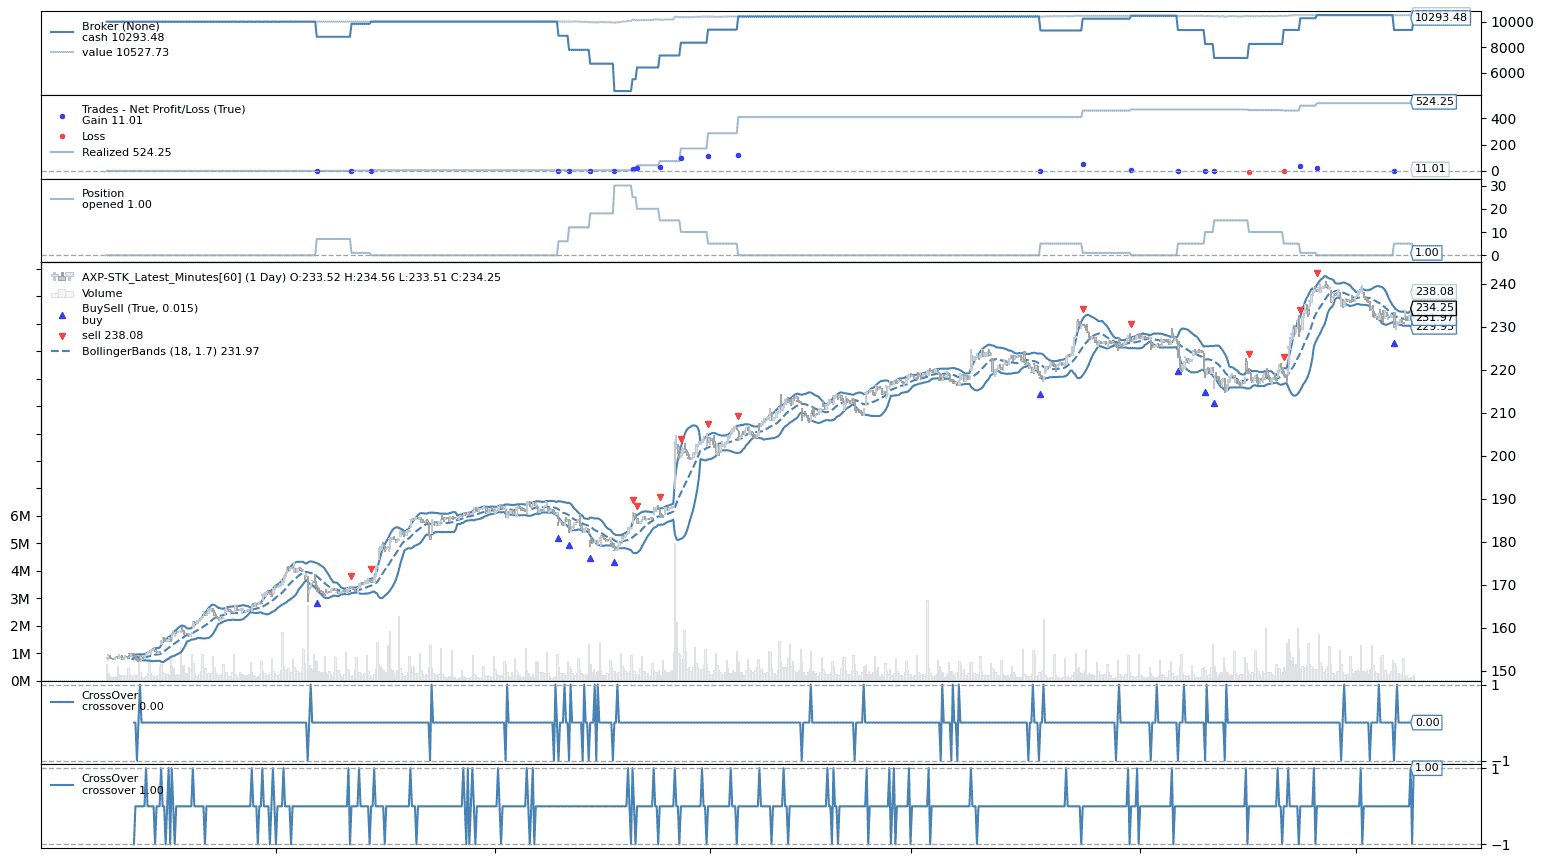 Broker (None)
cash 10293.48
value 10527.73
10293.48
10000
8000
6000
Trades - Net Profit/Loss (True)
Gain 11.01
Loss
Realized 524.25
524.25
11.01
400
200
0
Position
opened 1.00
1.00
30
20
10
0
AXP-STK_Latest_Minutes[60] (1 Day) O:233.52 H:234.56 L:233.51 C:234.25
Volume
BuySell (True, 0.015)
buy
sell 238.08
BollingerBands (18, 1.7) 231.97
238.08
234.25
231.97
229.93
240
230
220
210
200
190
180
170
160
150
6M
5M
4M
3M
2M
1M
0M
CrossOver
crossover 0.00
0.00
1
−1
CrossOver
crossover 1.00
1.00
1
−1